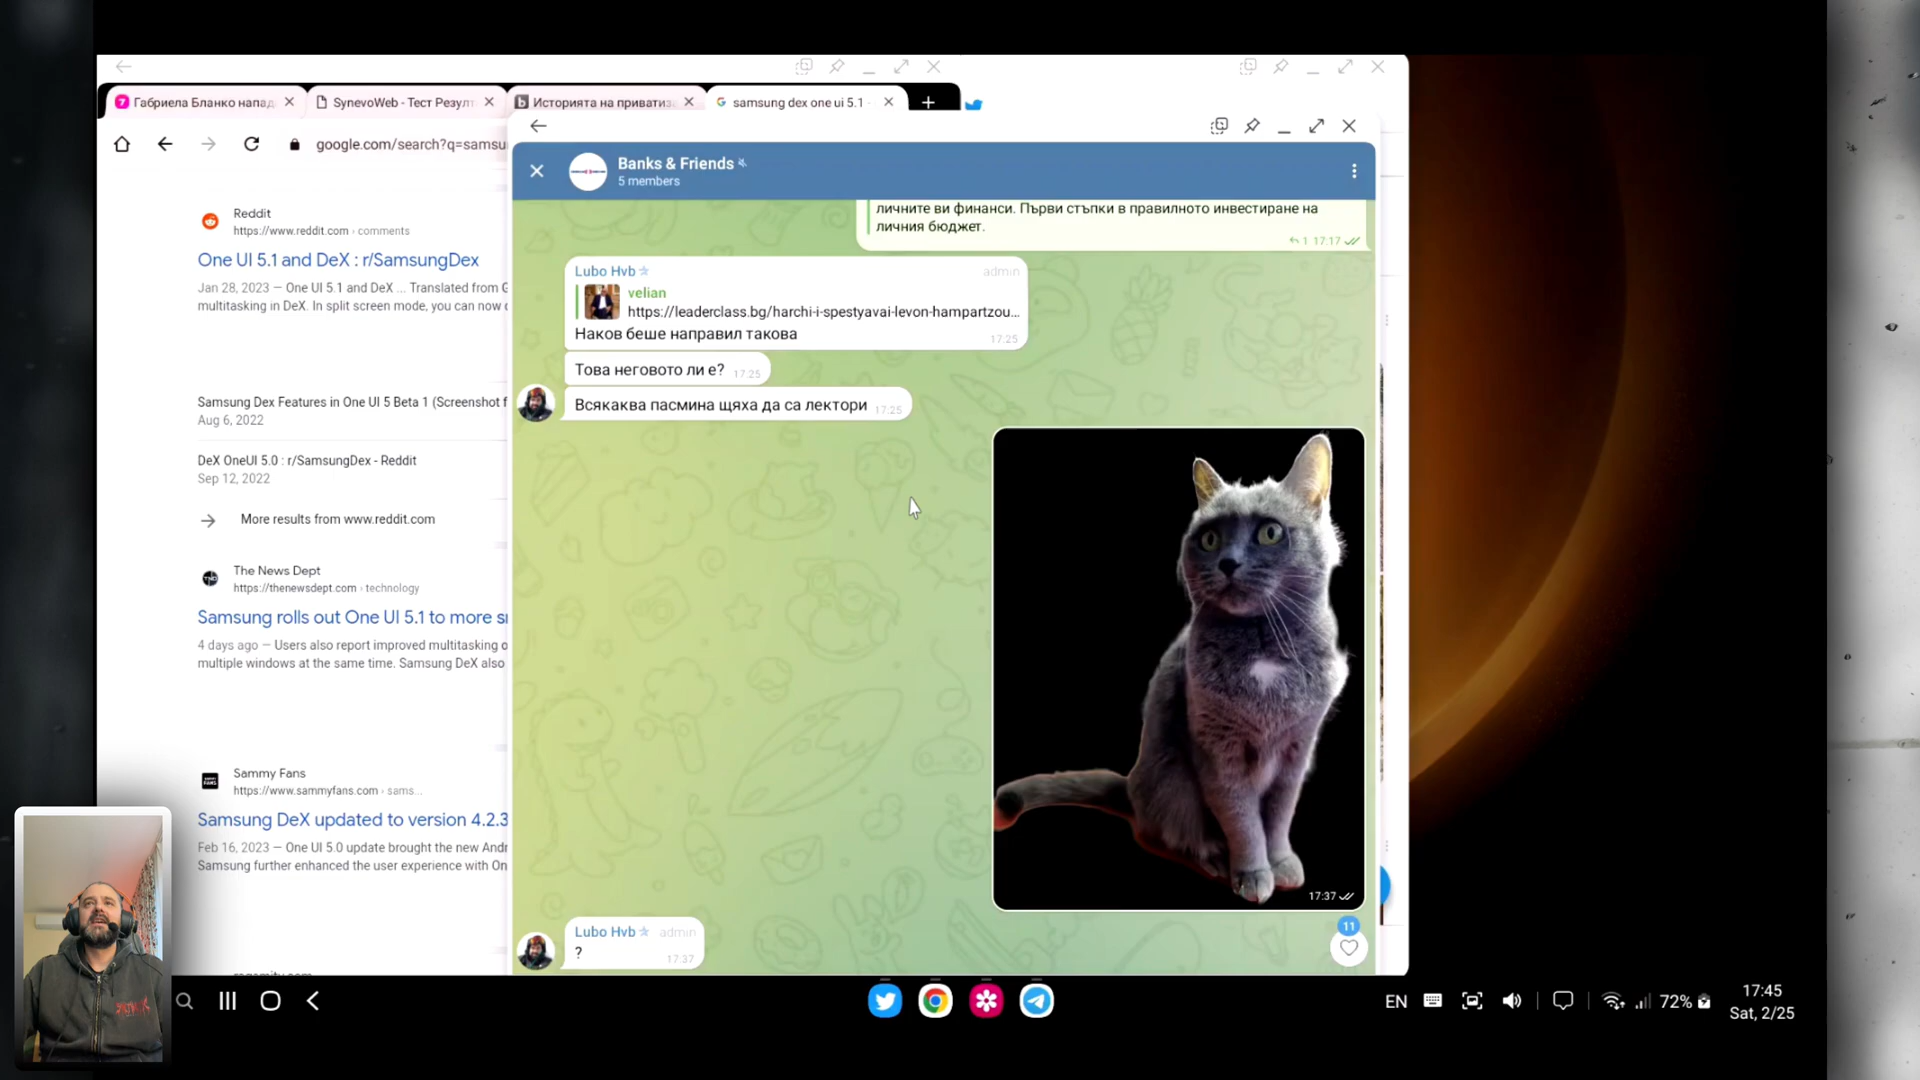 Габриела Бланко напад
SynevoWeb - Тест Резулт
Историята на приватиза
samsung dex one ui 5.1
google.com/search?q=samsu
Reddit
https://www.reddit.com › comments
One UI 5.1 and DeX : r/SamsungDex
Jan 28, 2023 — One UI 5.1 and DeX ... Translated from G
multitasking in DeX. In split screen mode, you can now
Samsung Dex Features in One UI 5 Beta 1 (Screenshot f
Aug 6, 2022
DeX OneUI 5.0 : r/SamsungDex - Reddit
Sep 12, 2022
More results from www.reddit.com
The News Dept
https://thenewsdept.com › technology
Samsung rolls out One UI 5.1 to more
4 days ago — Users also report improved multitasking
multiple windows at the same time. Samsung DeX also
Sammy Fans
https://www.sammyfans.com › sams...
Samsung DeX updated to version 4.2.3
Feb 16, 2023 — One UI 5.0 update brought the new Andr
Samsung further enhanced the user experience with On
Banks & Friends
5 members
личните ви финанси. Първи стъпки в правилното инвестиране на
личния бюджет.
1 17:17
Lubo Hvb admin
velian
https://leaderclass.bg/harchi-i-spestyavai-levon-hampartzou...
Наков беше направил такова
17:25
Това неговото ли е? 17:25
Всякаква пасмина щяха да са лектори 17:25
17:37
11
Lubo Hvb admin
?
17:37
EN
72%
17:45
Sat, 2/25